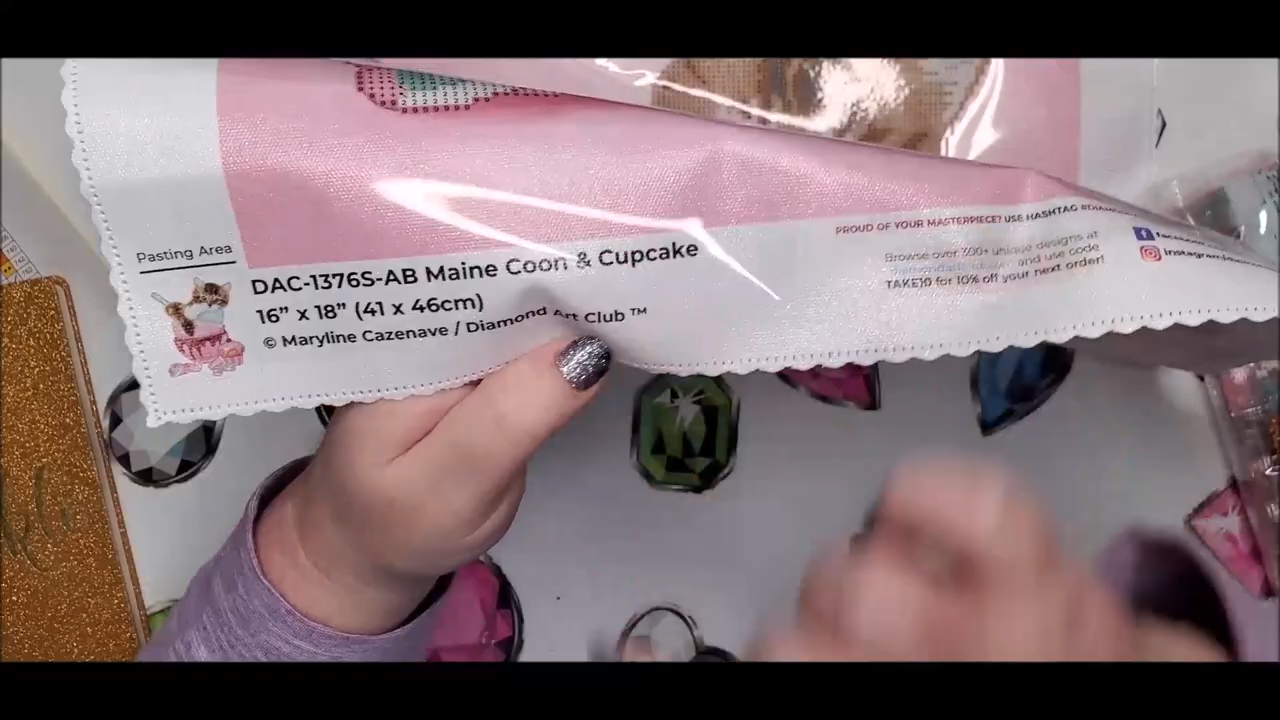 Pasting Area
DAC-1376S-AB Maine Coon & Cupcake
16” x 18” (41 x 46cm)
© Maryline Cazenave / Diamond Art Club ™
PROUD OF YOUR MASTERPIECE? USE HASHTAG
Browse over 300+ unique designs at
and use code
TAKE10 for 10% off your next order!